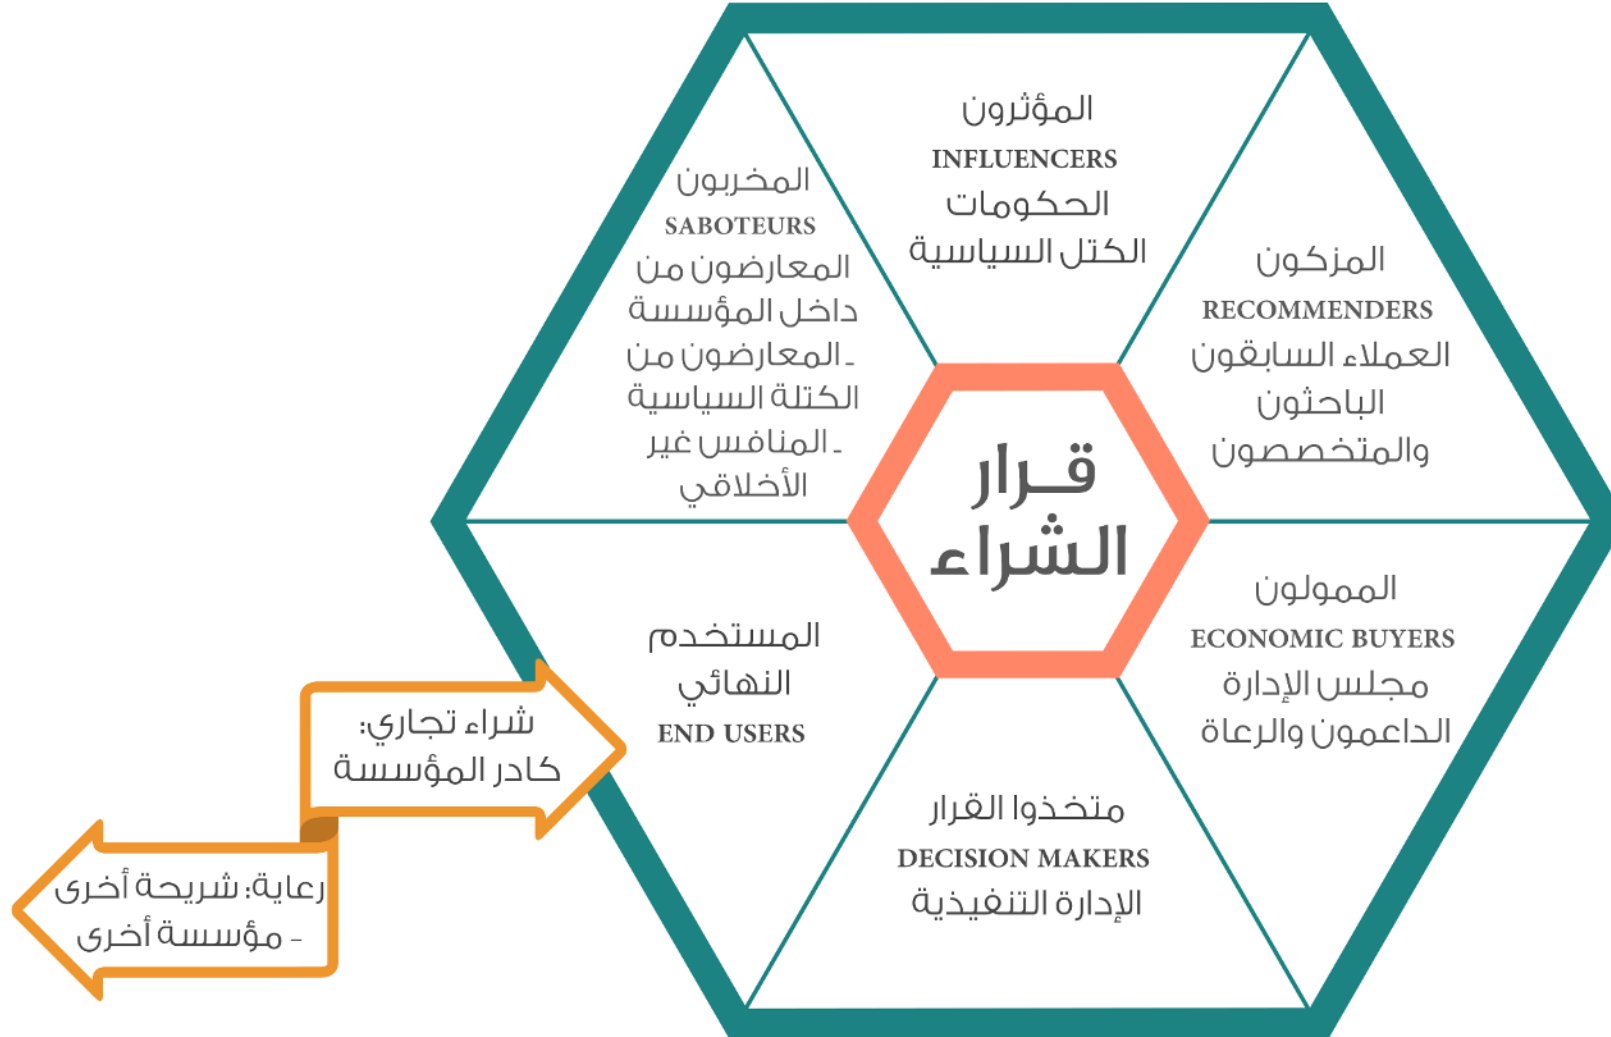 المؤثرون
INFLUENCERS
الحكومات
الكتل السياسية
المزكون
RECOMMENDERS
العملاء السابقون
الباحثون
والمتخصصون
الممولون
ECONOMIC BUYERS
مجلس الإدارة
الداعمون والرعاة
متخذوا القرار
DECISION MAKERS
الإدارة التنفيذية
المستخدم
النهائي
END USERS
المخربون
SABOTEURS
المعارضون من
داخل المؤسسة
- المعارضون من
الكتلة السياسية
- المنافس غير
الأخلاقي
قرار
الشراء
شراء تجاري:
كادر المؤسسة
رعاية: شريحة أخرى
- مؤسسة أخرى